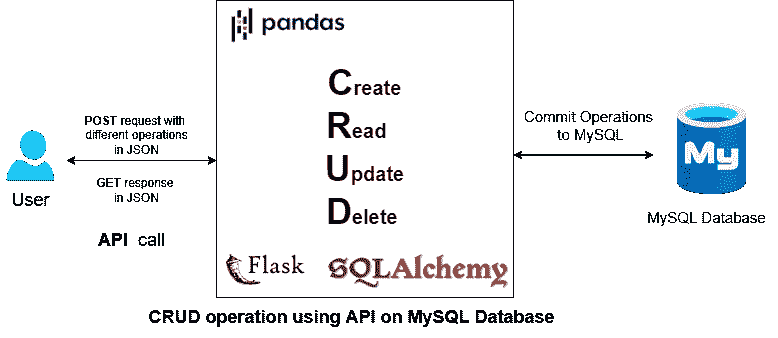 pandas
Create
Read
Update
Delete
POST request with
different operations
in JSON
GET response
in JSON
User
API call
Commit Operations
to MySQL
My
MySQL Database
Flask
SQLAlchemy
CRUD operation using API on MySQL Database